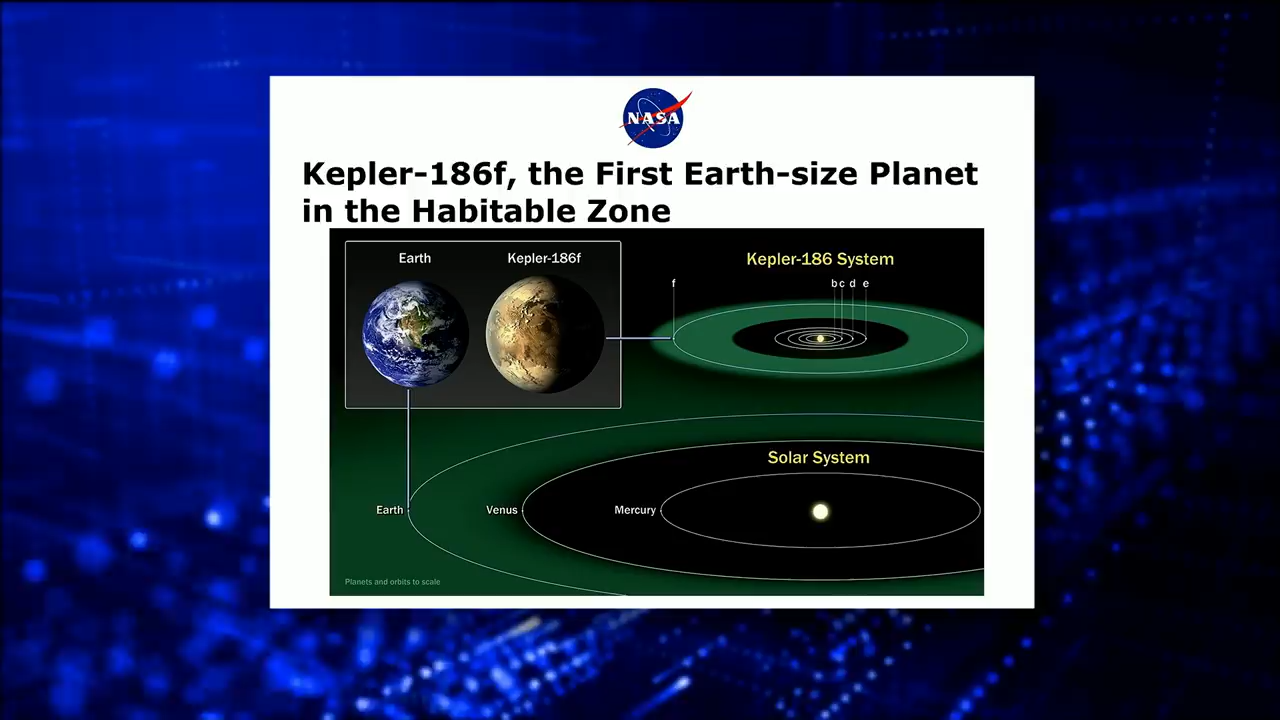 NASA
Kepler-186f, the First Earth-size Planet
in the Habitable Zone
Earth
Kepler-186f
Kepler-186 System
f
b c d e
Solar System
Earth
Venus
Mercury
Planets and orbits to scale